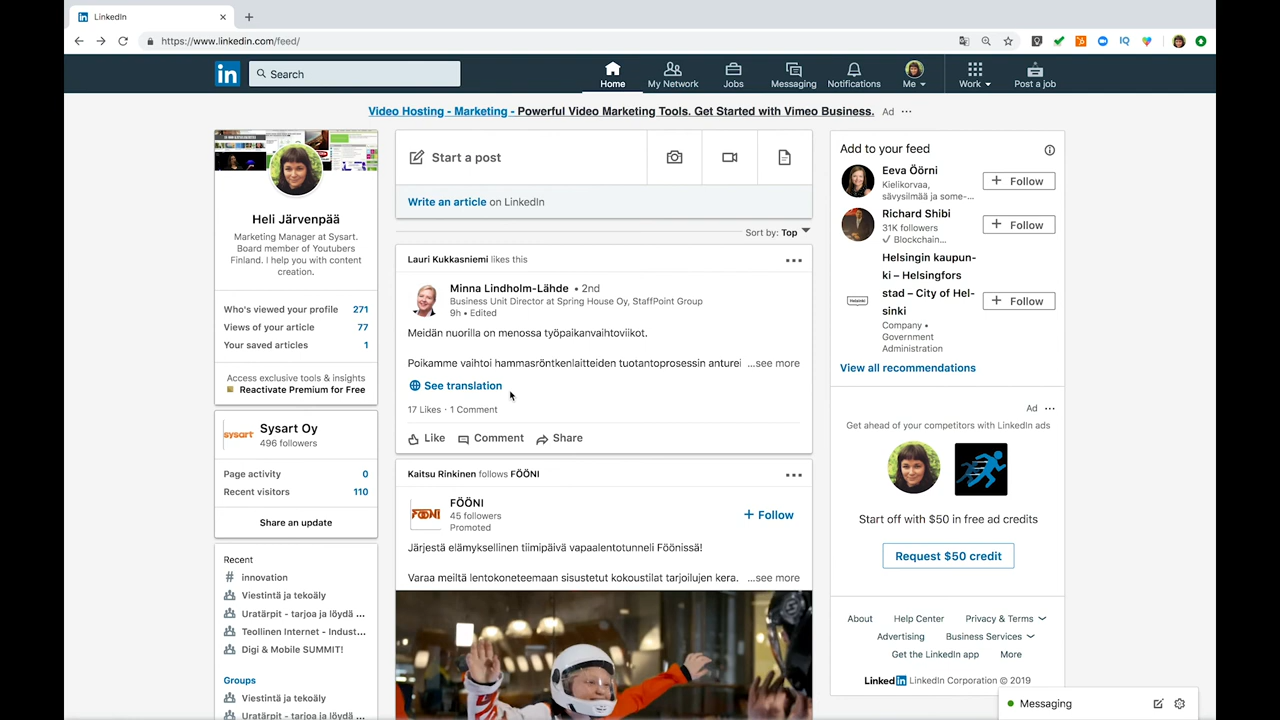 LinkedIn
https://www.linkedin.com/feed/
IQ
in
Search
Home
My Network
Jobs
Messaging
Notifications
Me
Work
Post a job
Video Hosting - Marketing - Powerful Video Marketing Tools. Get Started with Vimeo Business. Ad
Heli Järvenpää
Marketing Manager at Sysart.
Board member of Youtubers
Finland. I help you with content
creation.
Who's viewed your profile 271
Views of your article 77
Your saved articles 1
Access exclusive tools & insights
Reactivate Premium for Free
sysart
Sysart Oy
496 followers
Page activity 0
Recent visitors 110
Share an update
Recent
# innovation
Viestintä ja tekoäly
Uratärpit - tarjoa ja löydä ...
Teollinen Internet - Indust...
Digi & Mobile SUMMIT!
Groups
Viestintä ja tekoäly
Uratärpit - tarjoa ja löydä ...
Start a post
Write an article on LinkedIn
Sort by: Top
Lauri Kukkasniemi likes this
Minna Lindholm-Lähde • 2nd
Business Unit Director at Spring House Oy, StaffPoint Group
9h • Edited
Meidän nuorilla on menossa työpaikanvaihtoviikot.
Poikamme vaihtoi hammasröntkenlaitteiden tuotantoprosessin anturei ...see more
See translation
17 Likes · 1 Comment
Like Comment Share
Kaitsu Rinkinen follows FÖÖNI
FÖÖNI
FÖÖNI
45 followers
Promoted
+ Follow
Järjestä elämyksellinen tiimipäivä vapaalentotunneli Föönissä!
Varaa meiltä lentokoneteemaan sisustetut kokoustilat tarjoilujen kera. ...see more
Add to your feed
Eeva Öörni
Kielikorvaa,
sävysilmää ja some-...
+ Follow
Richard Shibi
31K followers
✓ Blockchain...
+ Follow
Helsinki
Helsingin kaupun-
ki – Helsingfors
stad – City of Hel-
sinki
Company •
Government
Administration
+ Follow
View all recommendations
Ad
Get ahead of your competitors with LinkedIn ads
Start off with $50 in free ad credits
Request $50 credit
About Help Center Privacy & Terms
Advertising Business Services
Get the LinkedIn app More
LinkedIn LinkedIn Corporation © 2019
Messaging